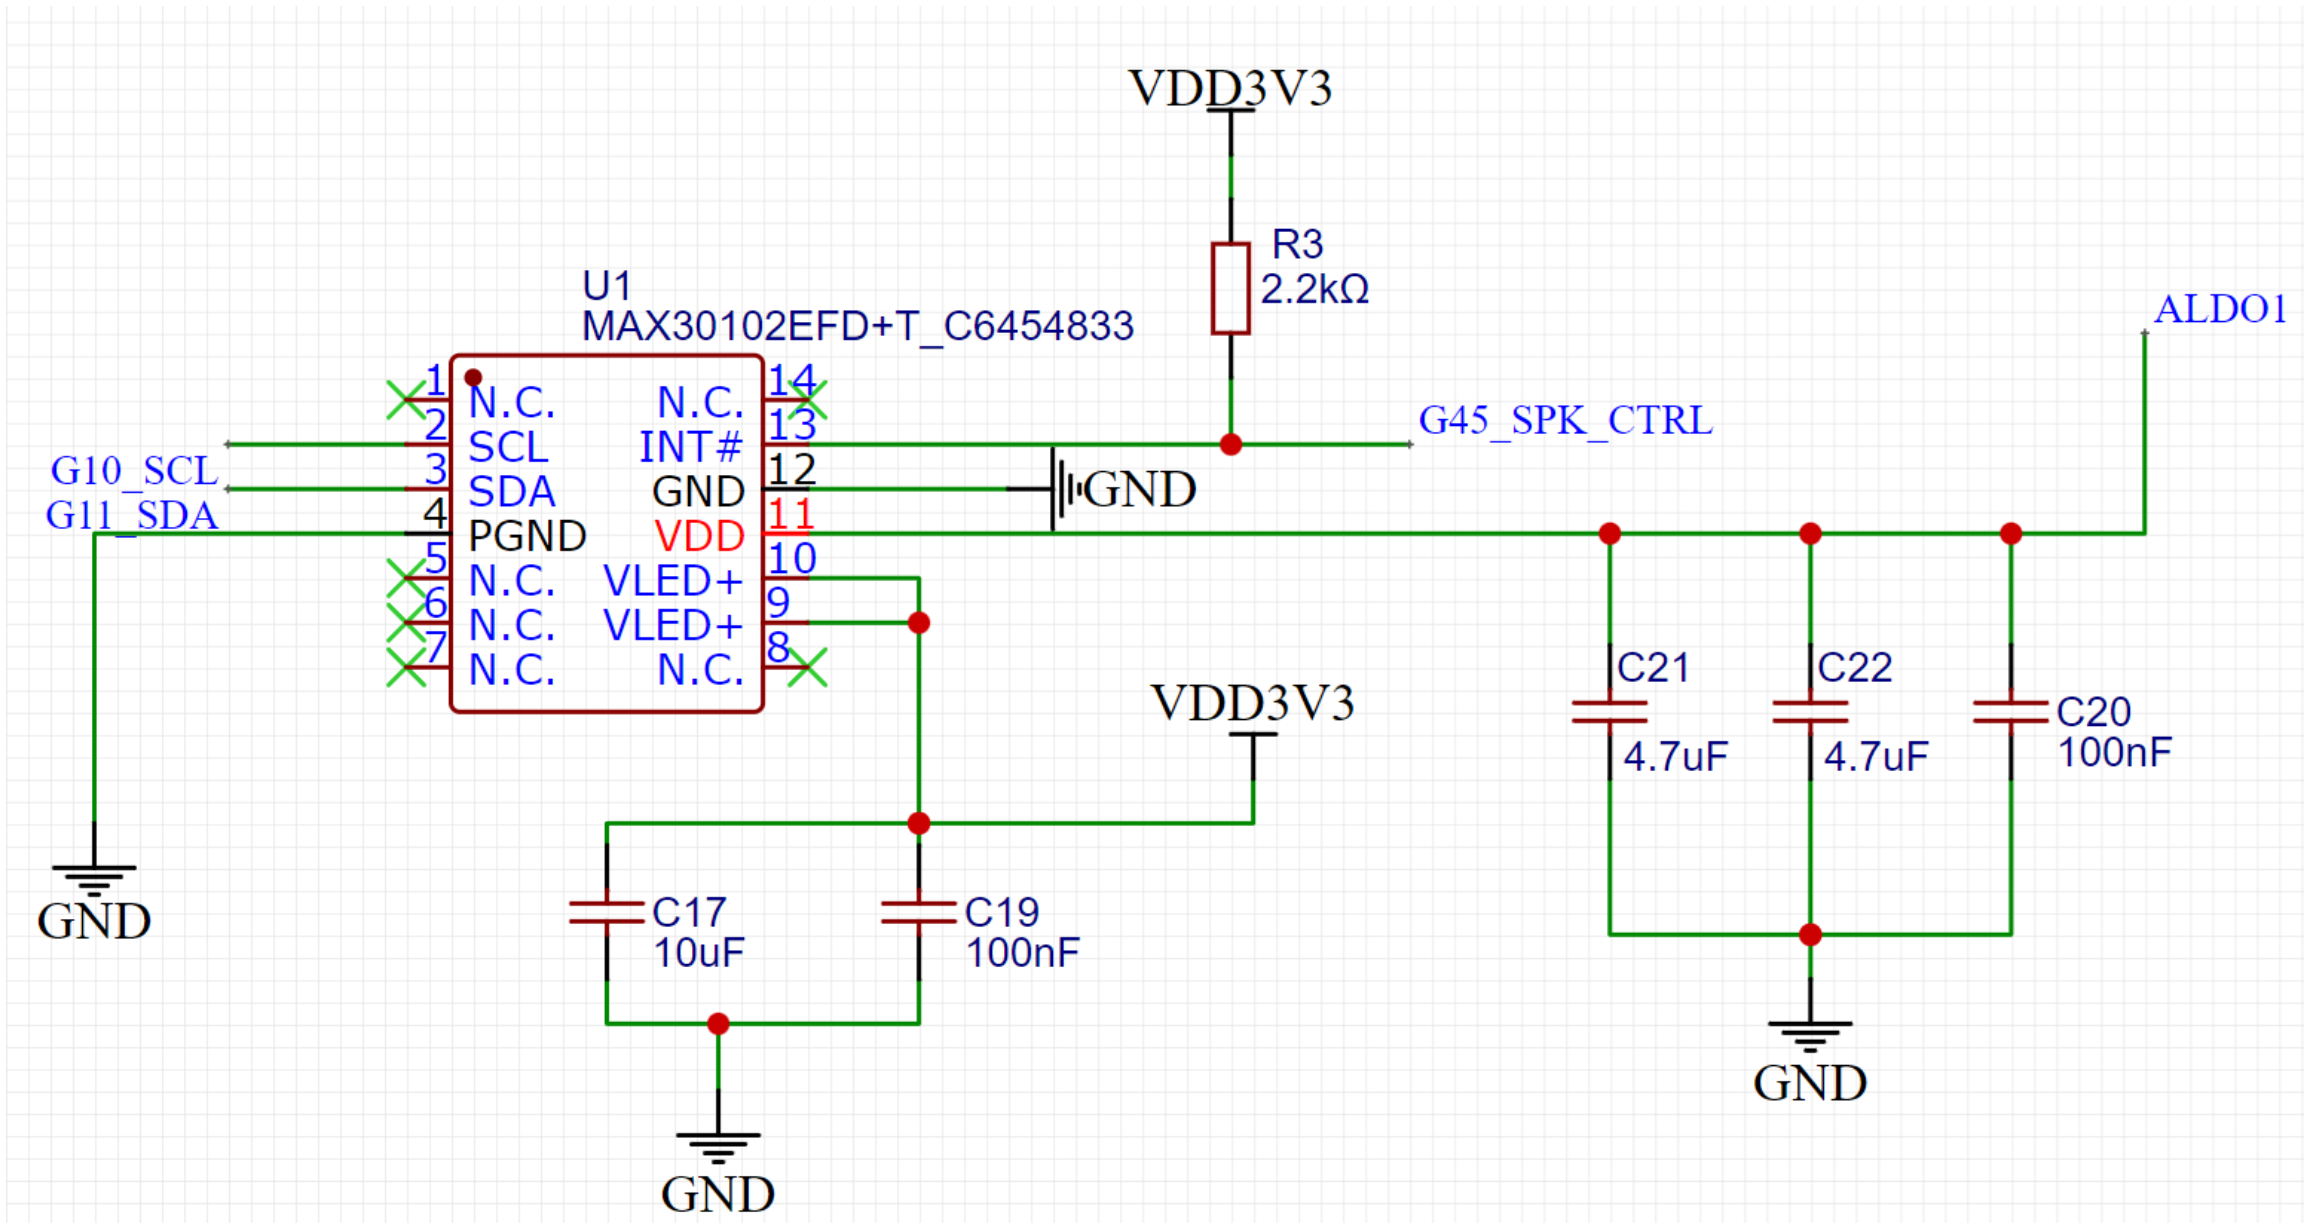 VDD3V3
R3
2.2kΩ
U1
MAX30102EFD+T_C6454833
ALDO1
1 N.C. N.C. 14
2 SCL INT# 13
G45_SPK_CTRL
G10_SCL
3 SDA GND 12
GND
G11_SDA
4 PGND VDD 11
5 N.C. VLED+ 10
6 N.C. VLED+ 9
7 N.C. N.C. 8
VDD3V3
C21
4.7uF
C22
4.7uF
C20
100nF
GND
C17
10uF
C19
100nF
GND
GND